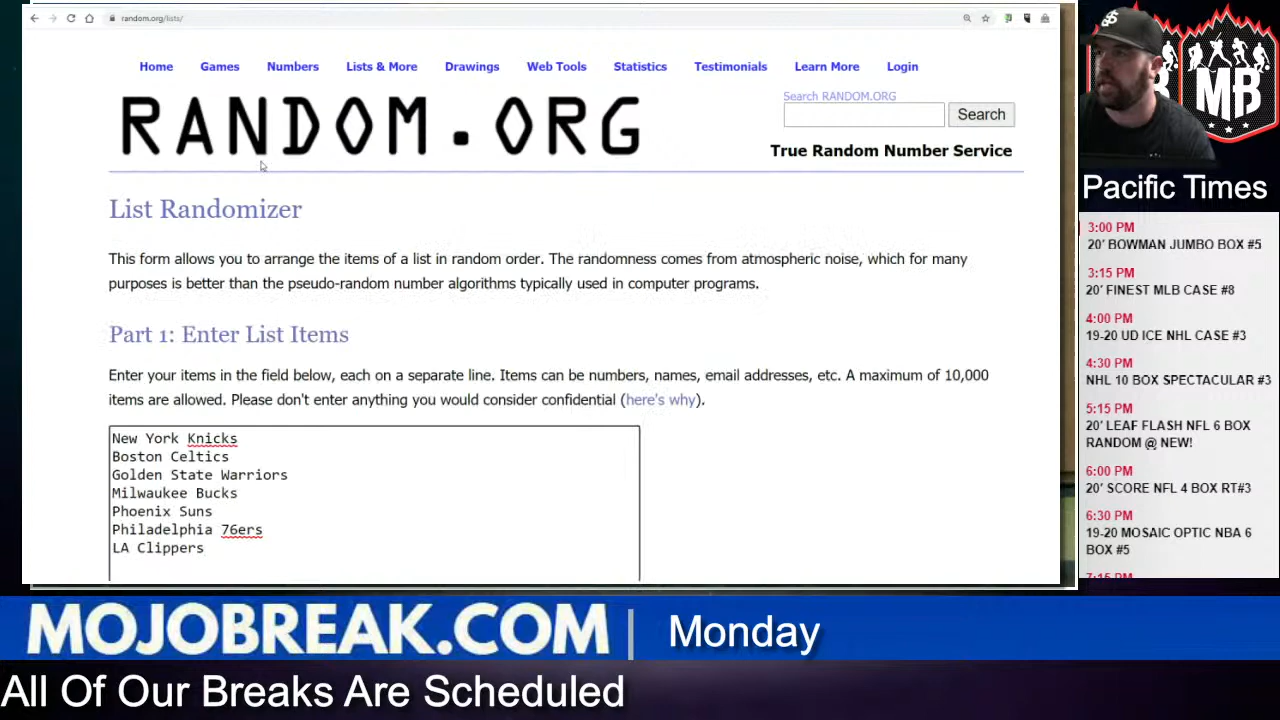 random.org/lists/
Home Games Numbers Lists & More Drawings Web Tools Statistics Testimonials Learn More Login
RANDOM.ORG
Search RANDOM.ORG
Search
True Random Number Service
List Randomizer
This form allows you to arrange the items of a list in random order. The randomness comes from atmospheric noise, which for many
purposes is better than the pseudo-random number algorithms typically used in computer programs.
Part 1: Enter List Items
Enter your items in the field below, each on a separate line. Items can be numbers, names, email addresses, etc. A maximum of 10,000
items are allowed. Please don't enter anything you would consider confidential (here's why).
New York Knicks
Boston Celtics
Golden State Warriors
Milwaukee Bucks
Phoenix Suns
Philadelphia 76ers
LA Clippers
MB
Pacific Times
3:00 PM
20' BOWMAN JUMBO BOX #5
3:15 PM
20' FINEST MLB CASE #8
4:00 PM
19-20 UD ICE NHL CASE #3
4:30 PM
NHL 10 BOX SPECTACULAR #3
5:15 PM
20' LEAF FLASH NFL 6 BOX
RANDOM @ NEW!
6:00 PM
20' SCORE NFL 4 BOX RT#3
6:30 PM
19-20 MOSAIC OPTIC NBA 6
BOX #5
7:15 PM
MOJOBREAK.COM
Monday
All Of Our Breaks Are Scheduled